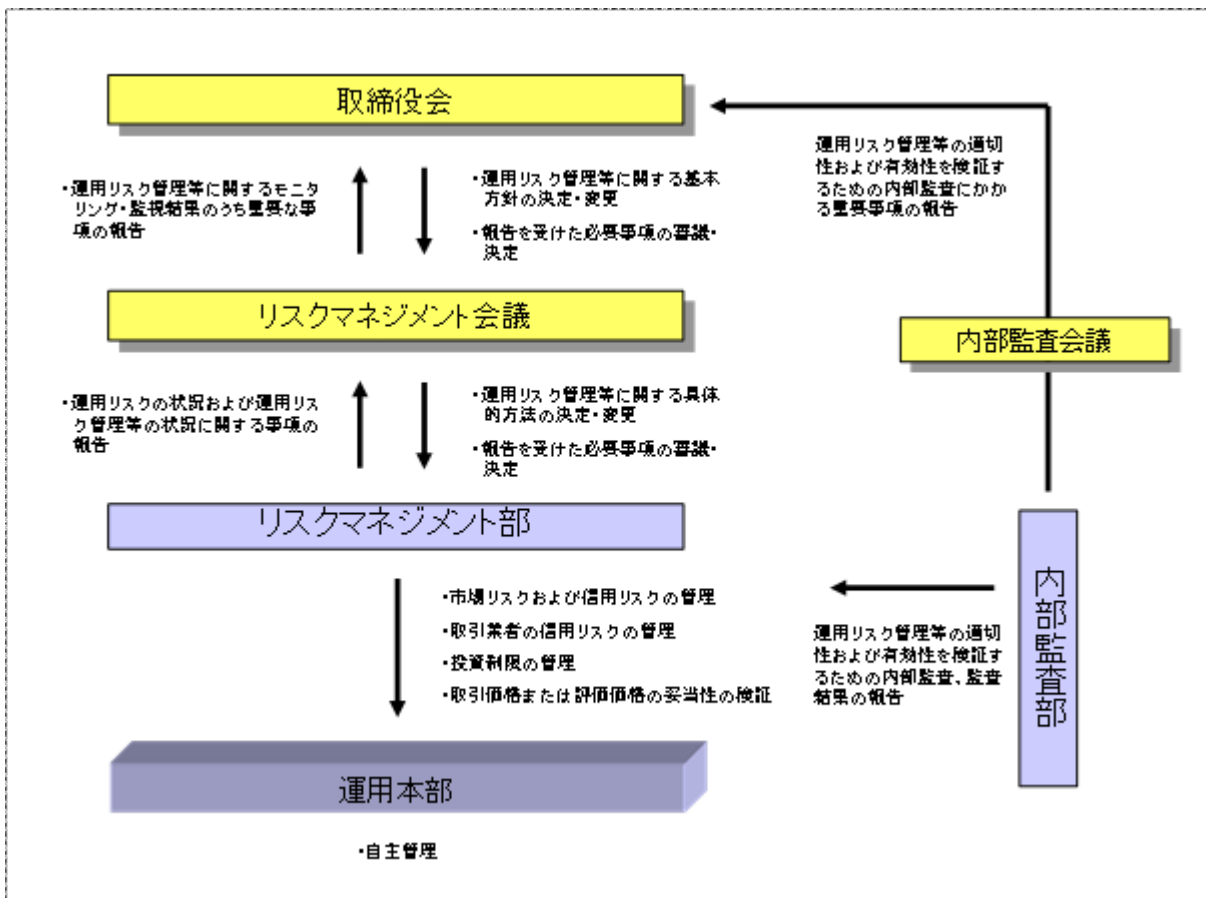 取締役会
・運用リスク管理等に関するモニ
タリング・監視結果のうち重要な事
項の報告
・運用リスク管理等に関する基本
方針の決定・変更
・報告を受けた必要事項の審議・
決定
運用リスク管理等の適切
性および有効性を検証す
るための内部監査にかか
る重要事項の報告
リスクマネジメント会議
内部監査会議
・運用リスクの状況および運用リス
ク管理等の状況に関する事項の
報告
・運用リスク管理等に関する具体
的方法の決定・変更
・報告を受けた必要事項の審議・
決定
リスクマネジメント部
内部監査部
・市場リスクおよび信用リスクの管理
・取引業者の信用リスクの管理
・投資制限の管理
・取引価格または評価価格の妥当性の検証
運用リスク管理等の適切
性および有効性を検証す
るための内部監査、監査
結果の報告
運用本部
・自主管理